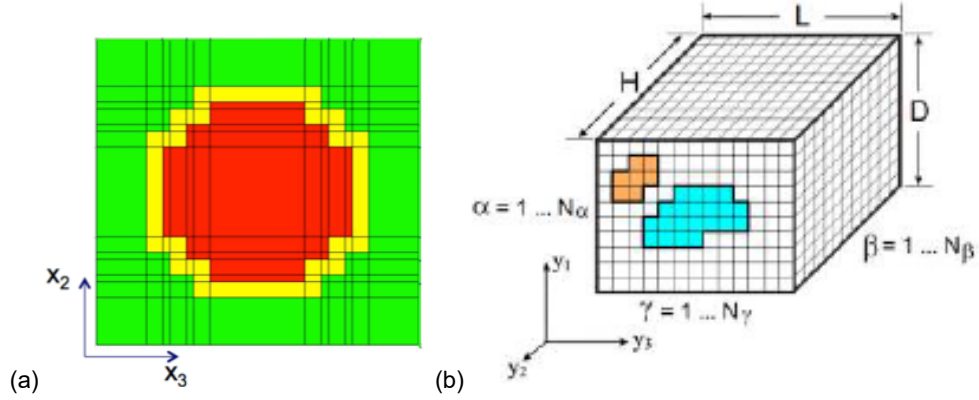 L
H
D
α = 1 ... Nα
β = 1 ... Nβ
x₂
y₁
γ = 1 ... Nγ
y₃
x₃
y₂
(a)
(b)